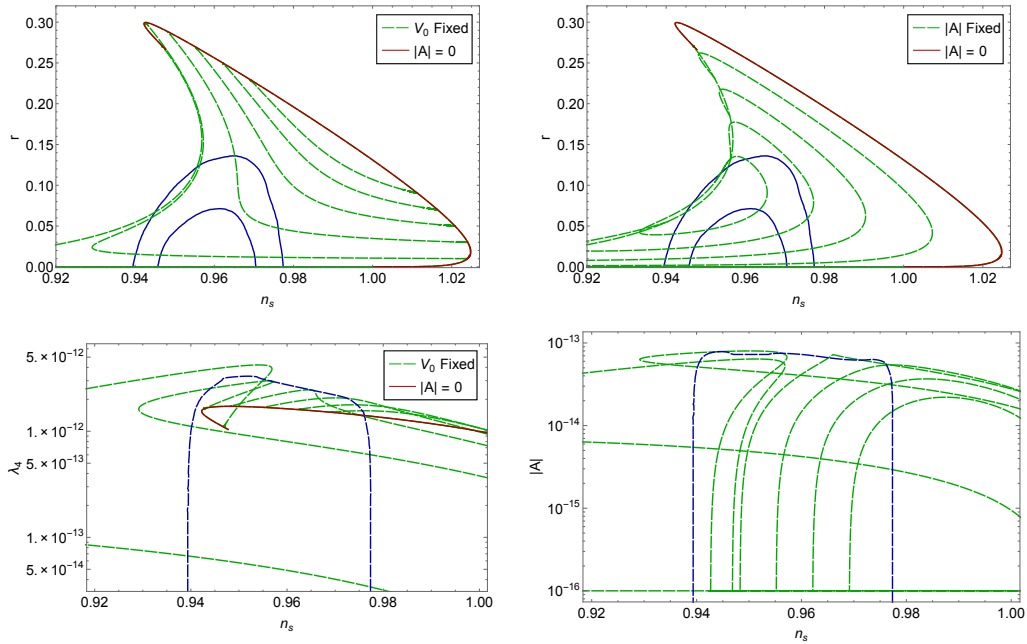 0.30
0.25
0.20
0.15
0.10
0.05
0.00
r
0.92 0.94 0.96 0.98 1.00 1.02
n_s
V_0 Fixed
|A| = 0
0.30
0.25
0.20
0.15
0.10
0.05
0.00
r
0.92 0.94 0.96 0.98 1.00 1.02
n_s
|A| Fixed
|A| = 0
5.×10^-12
1.×10^-12
5.×10^-13
1.×10^-13
5.×10^-14
λ_4
0.92 0.94 0.96 0.98 1.00
n_s
V_0 Fixed
|A| = 0
10^-13
10^-14
10^-15
10^-16
|A|
0.92 0.94 0.96 0.98 1.00
n_s